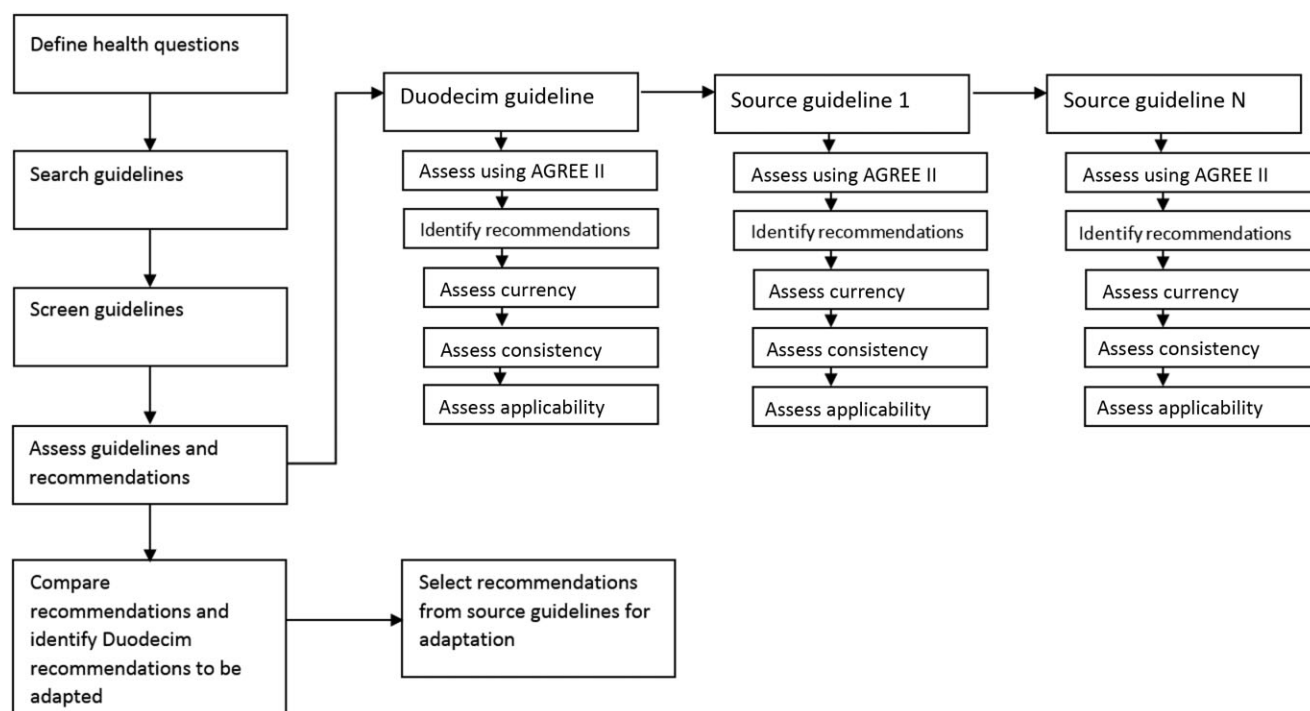 Define health questions
Search guidelines
Screen guidelines
Assess guidelines and
recommendations
Compare
recommendations and
identify Duodecim
recommendations to be
adapted
Select recommendations
from source guidelines for
adaptation
Duodecim guideline
Assess using AGREE II
Identify recommendations
Assess currency
Assess consistency
Assess applicability
Source guideline 1
Assess using AGREE II
Identify recommendations
Assess currency
Assess consistency
Assess applicability
Source guideline N
Assess using AGREE II
Identify recommendations
Assess currency
Assess consistency
Assess applicability